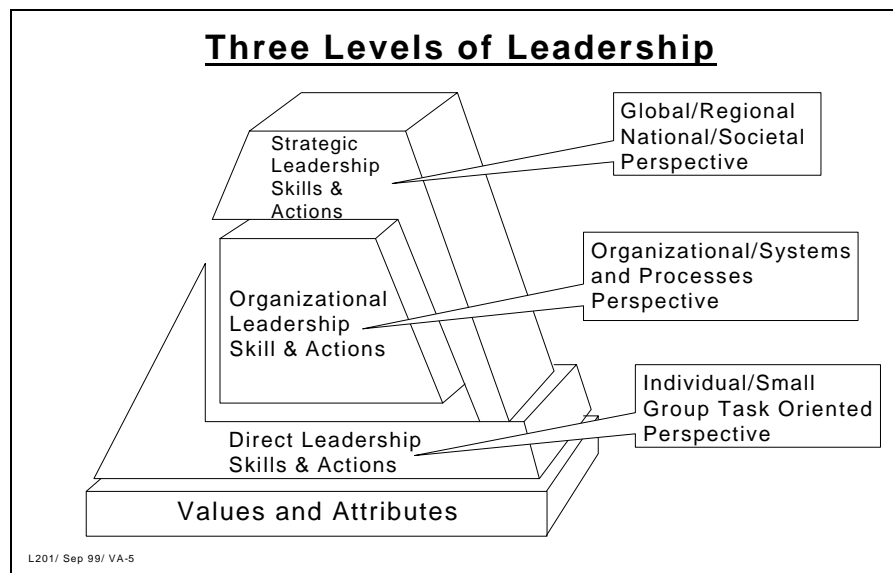 Three Levels of Leadership
Strategic
Leadership
Skills &
Actions
Global/Regional
National/Societal
Perspective
Organizational
Leadership
Skill & Actions
Organizational/Systems
and Processes
Perspective
Direct Leadership
Skills & Actions
Individual/Small
Group Task Oriented
Perspective
Values and Attributes
L201/ Sep 99/ VA-5